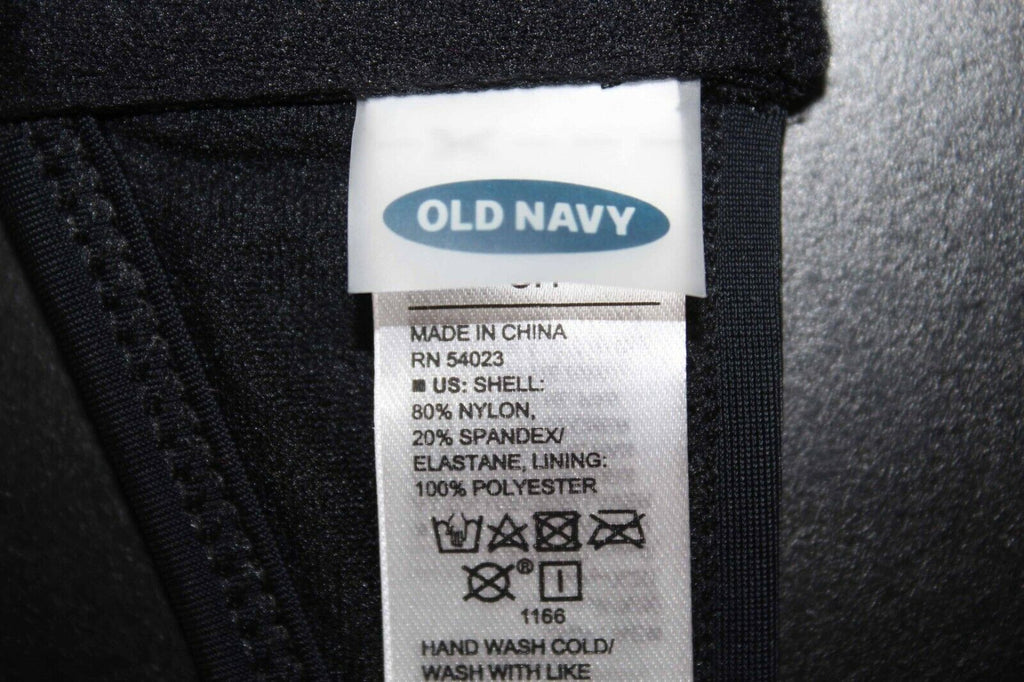 OLD NAVY
MADE IN CHINA
RN 54023
■ US: SHELL:
80% NYLON,
20% SPANDEX/
ELASTANE, LINING:
100% POLYESTER
®
1166
HAND WASH COLD/
WASH WITH LIKE